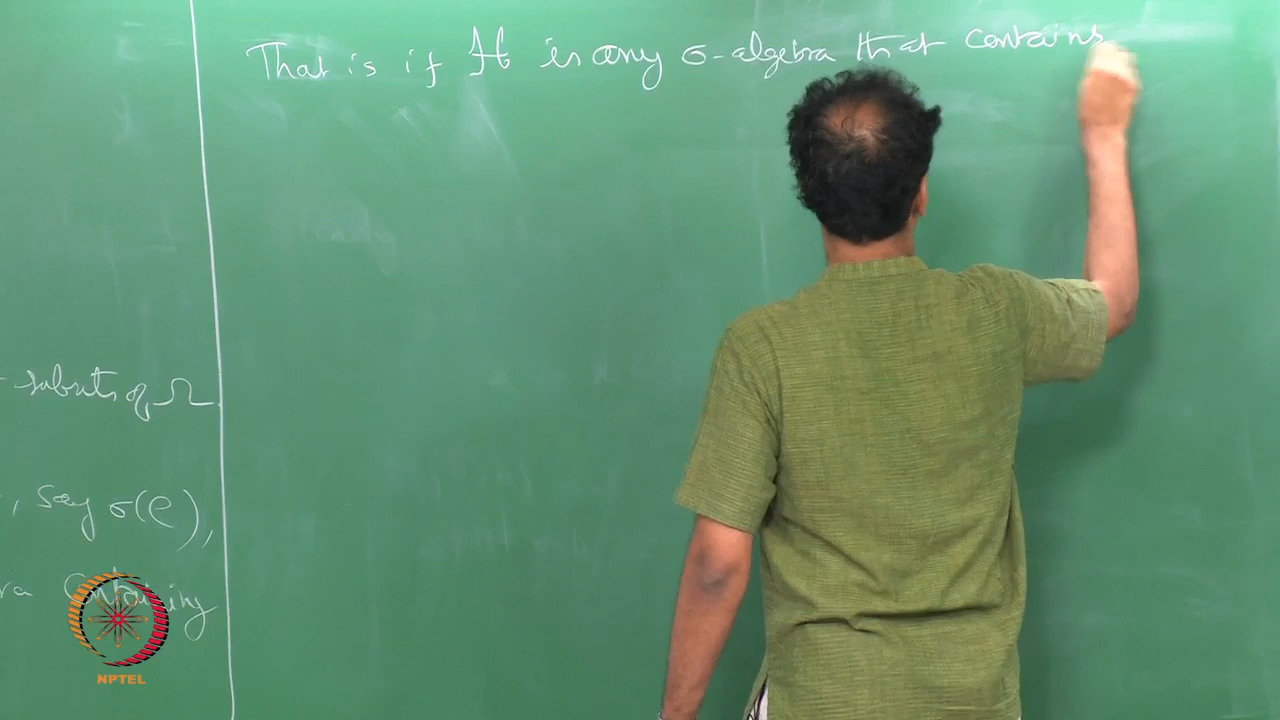 That is if H is any σ-algebra that contains
subsets of Ω
, say σ(C),
Containing
NPTEL